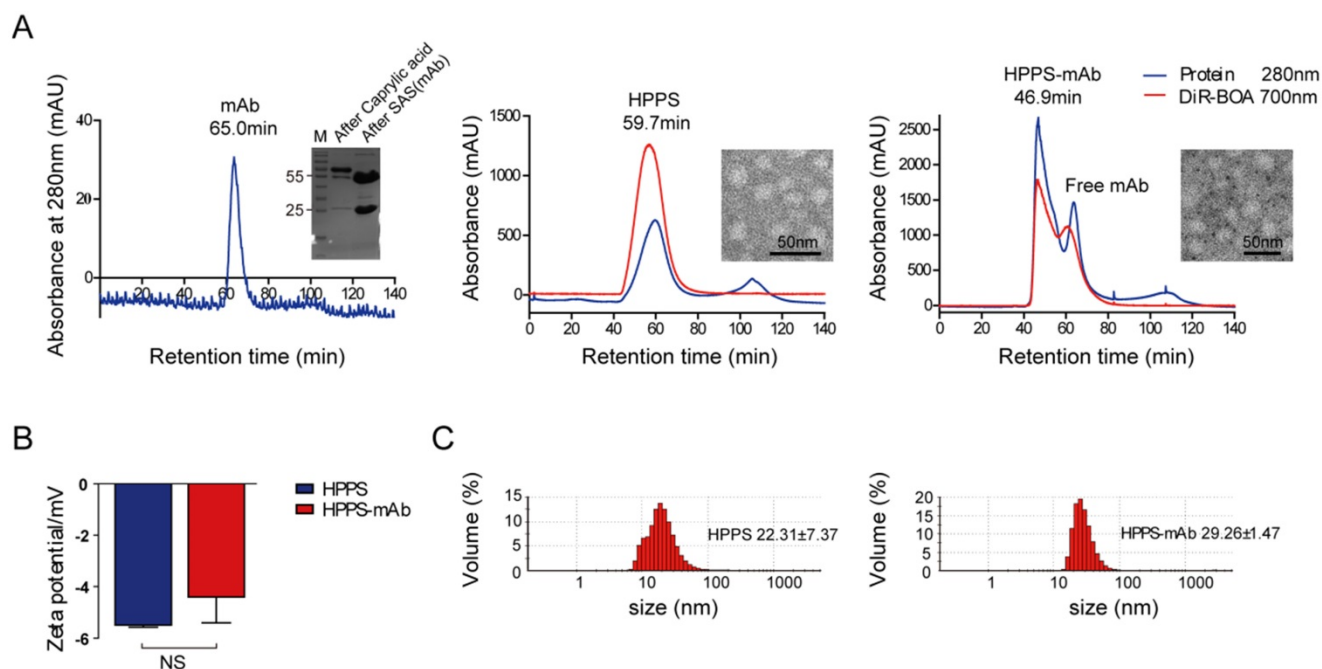 A
mAb
65.0min
M
After Caprylic acid
After SAS(mAb)
55
25
Absorbance at 280nm (mAU)
40
20
0
0 20 40 60 80 100 120 140
Retention time (min)
HPPS
59.7min
Absorbance (mAU)
1500
1000
500
0
50nm
0 20 40 60 80 100 120 140
Retention time (min)
HPPS-mAb
46.9min
Protein 280nm
DiR-BOA 700nm
Free mAb
Absorbance (mAU)
2500
2000
1500
1000
500
0
50nm
0 20 40 60 80 100 120 140
Retention time (min)
B
Zeta potential/mV
0
-2
-4
-6
NS
HPPS
HPPS-mAb
C
Volume (%)
15
10
5
0
HPPS 22.31±7.37
1 10 100 1000
size (nm)
Volume (%)
20
15
10
5
0
HPPS-mAb 29.26±1.47
1 10 100 1000
size (nm)